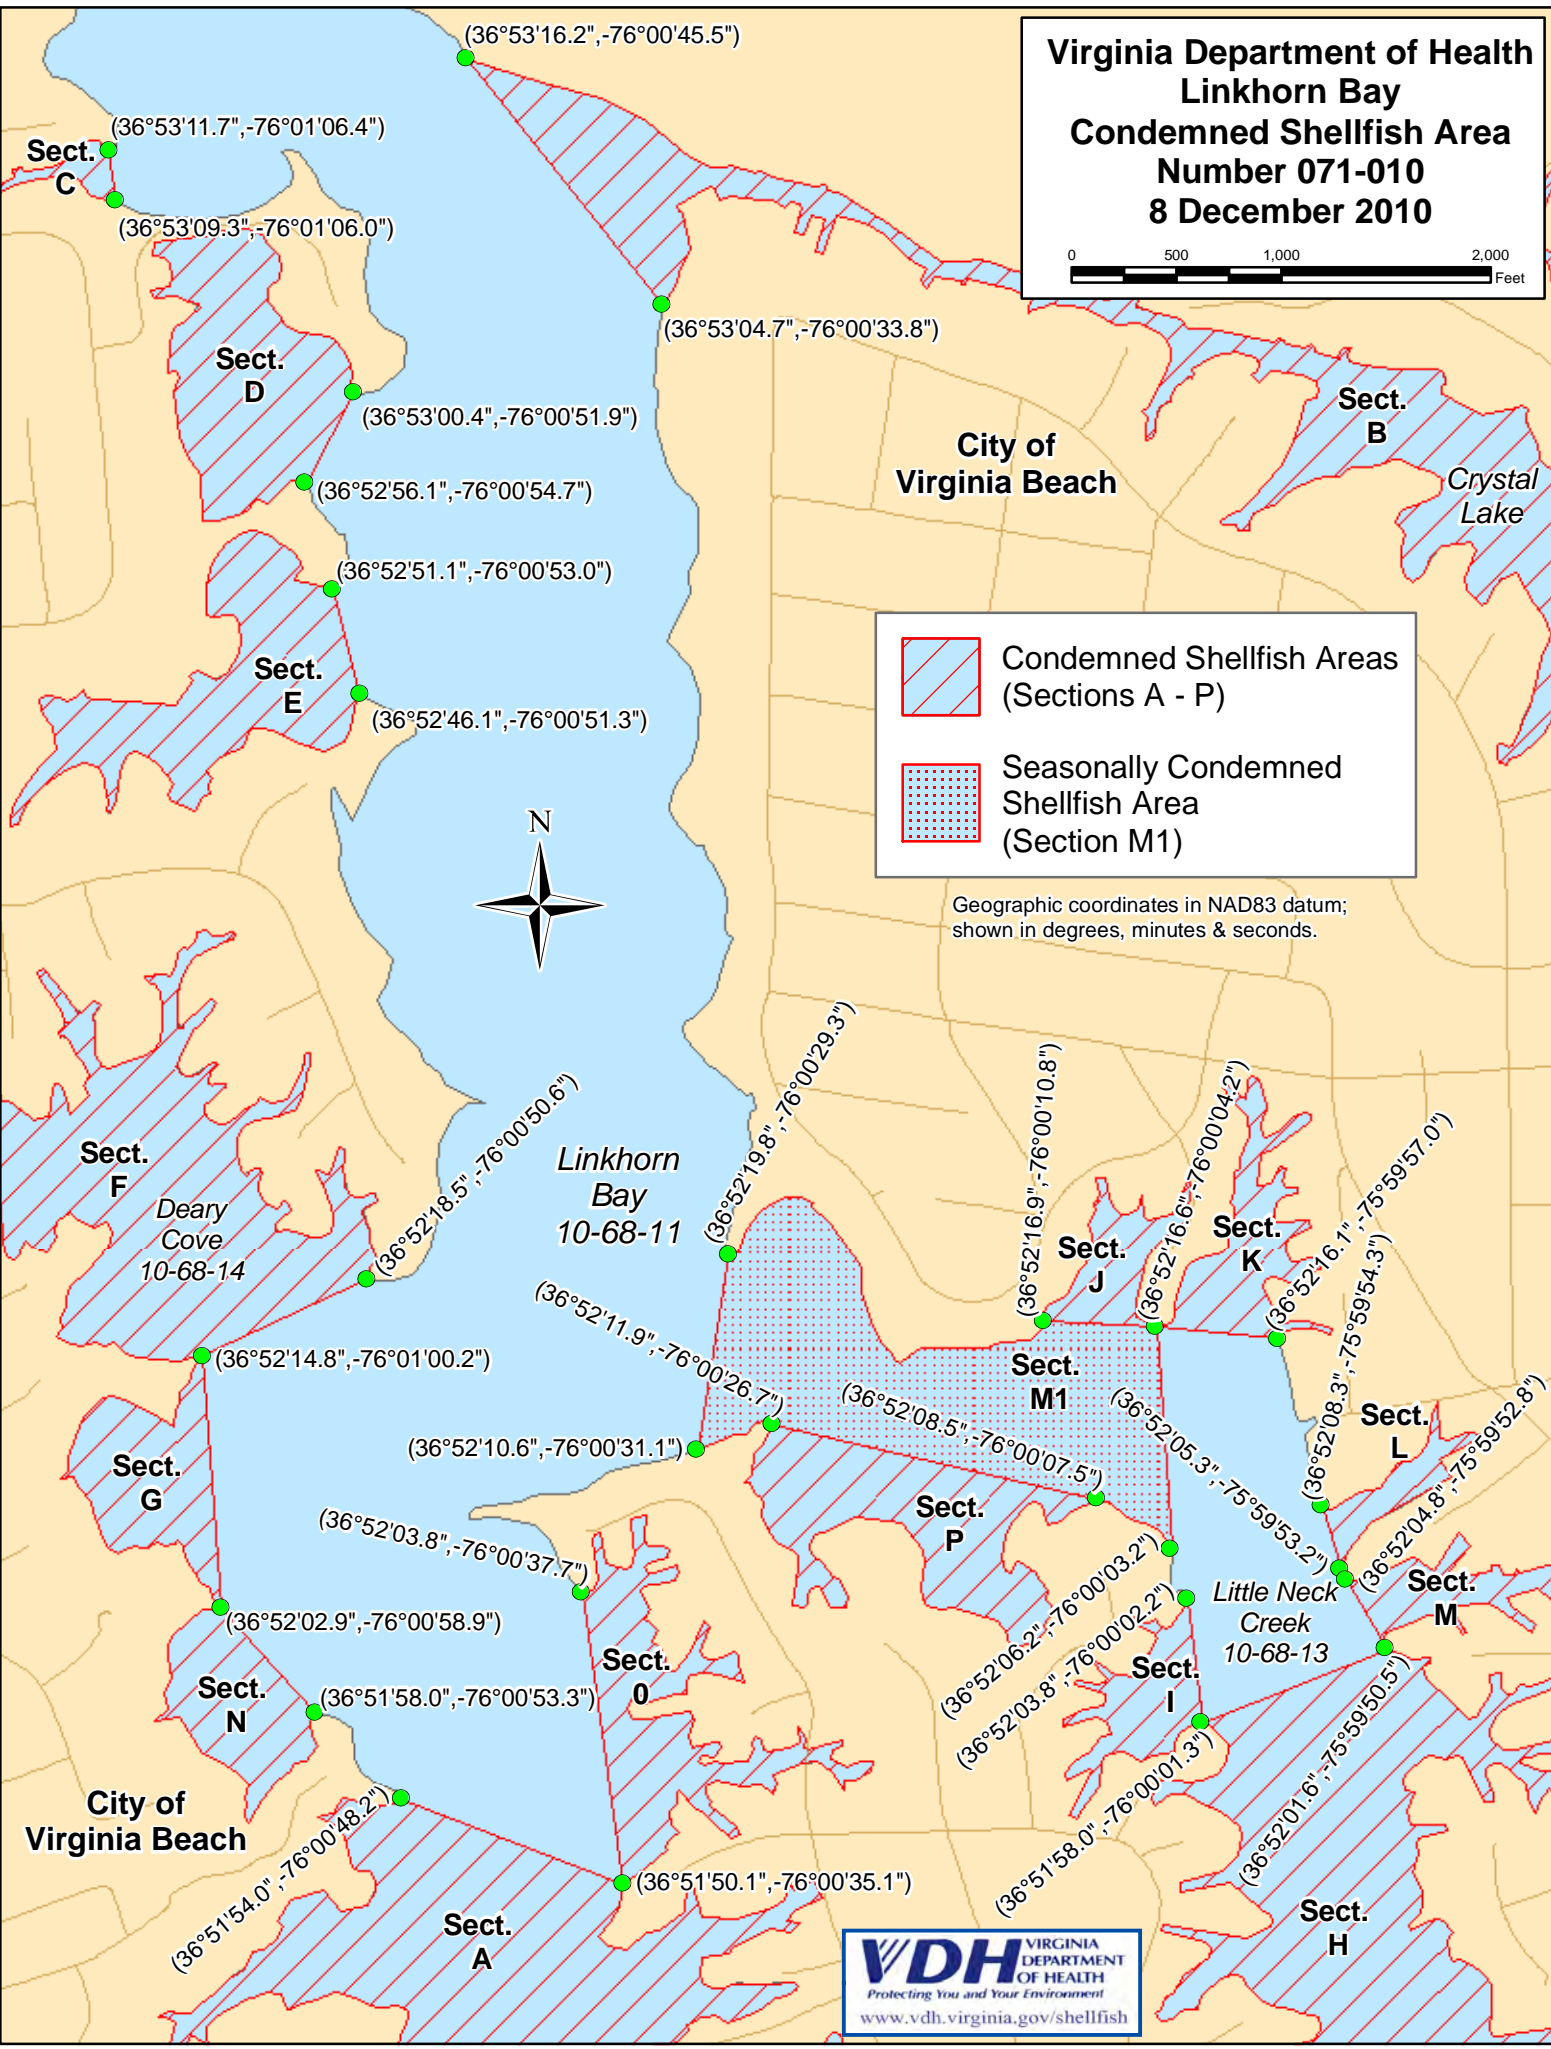 Virginia Department of Health
Linkhorn Bay
Condemned Shellfish Area
Number 071-010
8 December 2010
0 500 1,000 2,000
Feet
(36°53'16.2",-76°00'45.5")
(36°53'11.7",-76°01'06.4")
Sect.
C
(36°53'09.3",-76°01'06.0")
(36°53'04.7",-76°00'33.8")
Sect.
D
(36°53'00.4",-76°00'51.9")
Sect.
B
City of
Virginia Beach
Crystal
Lake
(36°52'56.1",-76°00'54.7")
(36°52'51.1",-76°00'53.0")
Sect.
E
(36°52'46.1",-76°00'51.3")
Condemned Shellfish Areas
(Sections A - P)
Seasonally Condemned
Shellfish Area
(Section M1)
N
Geographic coordinates in NAD83 datum;
shown in degrees, minutes & seconds.
Sect.
F
Deary
Cove
10-68-14
(36°52'18.5",-76°00'50.6")
Linkhorn
Bay
10-68-11
(36°52'19.8",-76°00'29.3")
(36°52'16.9",-76°00'10.8")
(36°52'16.6",-76°00'04.2")
(36°52'16.1",-75°59'57.0")
(36°52'08.3",-75°59'54.3")
Sect.
J
Sect.
K
(36°52'11.9",-76°00'26.7")
(36°52'14.8",-76°01'00.2")
Sect.
M1
(36°52'08.5",-76°00'07.5")
(36°52'05.3",-75°59'53.2")
(36°52'04.8",-75°59'52.8")
Sect.
L
(36°52'10.6",-76°00'31.1")
Sect.
G
Sect.
P
(36°52'03.8",-76°00'37.7")
(36°52'06.2",-76°00'03.2")
(36°52'03.8",-76°00'02.2")
Little Neck
Creek
10-68-13
Sect.
M
(36°52'02.9",-76°00'58.9")
Sect.
0
Sect.
I
Sect.
N
(36°51'58.0",-76°00'53.3")
(36°51'58.0",-76°00'01.3")
(36°52'01.6",-75°59'50.5")
City of
Virginia Beach
(36°51'54.0",-76°00'48.2")
(36°51'50.1",-76°00'35.1")
Sect.
A
Sect.
H
VDH VIRGINIA
DEPARTMENT
OF HEALTH
Protecting You and Your Environment
www.vdh.virginia.gov/shellfish